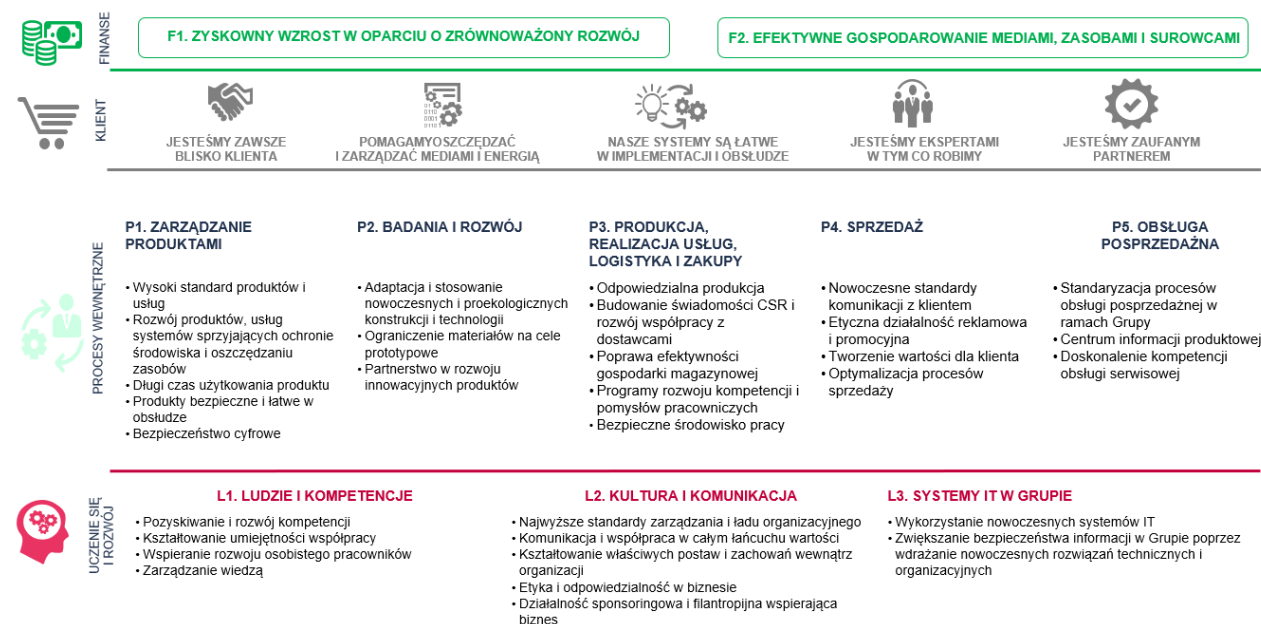 FINANSE
F1. ZYSKOWNY WZROST W OPARCIU O ZRÓWNOWAŻONY ROZWÓJ
F2. EFEKTYWNE GOSPODAROWANIE MEDIAMI, ZASOBAMI I SUROWCAMI
KLIENT
JESTEŚMY ZAWSZE
BLISKO KLIENTA
POMAGAMYOSZCZĘDZAĆ
I ZARZĄDZAĆ MEDIAMI I ENERGIĄ
NASZE SYSTEMY SĄ ŁATWE
W IMPLEMENTACJI I OBSŁUDZE
JESTEŚMY EKSPERTAMI
W TYM CO ROBIMY
JESTEŚMY ZAUFANYM
PARTNEREM
PROCESY WEWNĘTRZNE
P1. ZARZĄDZANIE
PRODUKTAMI
• Wysoki standard produktów i
usług
• Rozwój produktów, usług
systemów sprzyjających ochronie
środowiska i oszczędzaniu
zasobów
• Długi czas użytkowania produktu
• Produkty bezpieczne i łatwe w
obsłudze
• Bezpieczeństwo cyfrowe
P2. BADANIA I ROZWÓJ
• Adaptacja i stosowanie
nowoczesnych i proekologicznych
konstrukcji i technologii
• Ograniczenie materiałów na cele
prototypowe
• Partnerstwo w rozwoju
innowacyjnych produktów
P3. PRODUKCJA,
REALIZACJA USŁUG,
LOGISTYKA I ZAKUPY
• Odpowiedzialna produkcja
• Budowanie świadomości CSR i
rozwój współpracy z
dostawcami
• Poprawa efektywności
gospodarki magazynowej
• Programy rozwoju kompetencji i
pomysłów pracowniczych
• Bezpieczne środowisko pracy
P4. SPRZEDAŻ
• Nowoczesne standardy
komunikacji z klientem
• Etyczna działalność reklamowa
i promocyjna
• Tworzenie wartości dla klienta
• Optymalizacja procesów
sprzedaży
P5. OBSŁUGA
POSPRZEDAŻNA
• Standaryzacja procesów
obsługi posprzedażnej w
ramach Grupy
• Centrum informacji produktowej
• Doskonalenie kompetencji
obsługi serwisowej
UCZENIE SIĘ
I ROZWÓJ
L1. LUDZIE I KOMPETENCJE
• Pozyskiwanie i rozwój kompetencji
• Kształtowanie umiejętności współpracy
• Wspieranie rozwoju osobistego pracowników
• Zarządzanie wiedzą
L2. KULTURA I KOMUNIKACJA
• Najwyższe standardy zarządzania i ładu organizacyjnego
• Komunikacja i współpraca w całym łańcuchu wartości
• Kształtowanie właściwych postaw i zachowań wewnątrz
organizacji
• Etyka i odpowiedzialność w biznesie
• Działalność sponsoringowa i filantropijna wspierająca
biznes
L3. SYSTEMY IT W GRUPIE
• Wykorzystanie nowoczesnych systemów IT
• Zwiększanie bezpieczeństwa informacji w Grupie poprzez
wdrażanie nowoczesnych rozwiązań technicznych i
organizacyjnych